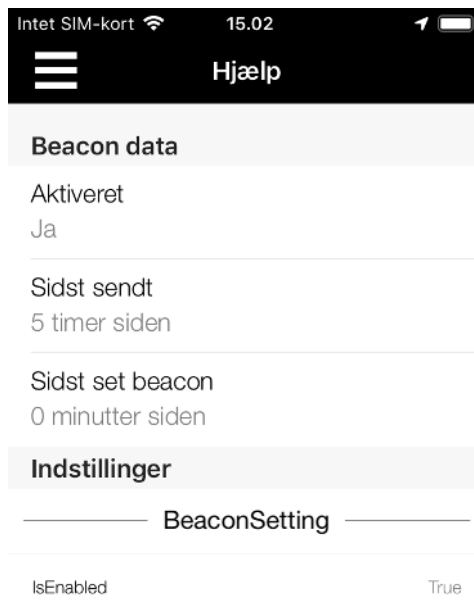 Intet SIM-kort 15.02
Hjælp
Beacon data
Aktiveret
Ja
Sidst sendt
5 timer siden
Sidst set beacon
0 minutter siden
Indstillinger
BeaconSetting
IsEnabled True